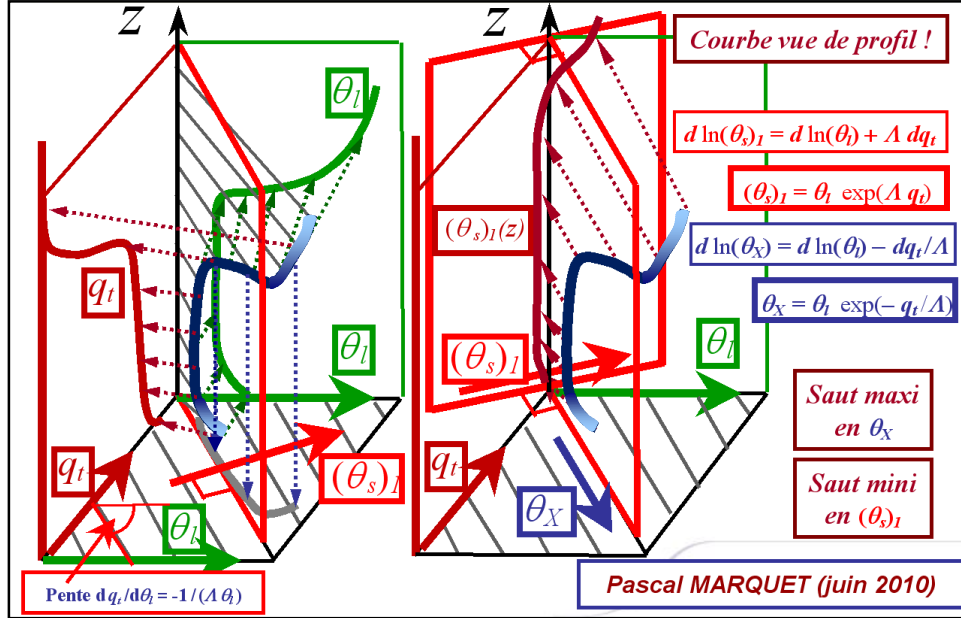 z
θl
qt
θl
(θs)1
qt
θl
Pente dqt/dθl = -1/(Λ θl)
z
Courbe vue de profil !
d ln(θs)1 = d ln(θl) + Λ dqt
(θs)1 = θl exp(Λ qt)
(θs)1(z)
d ln(θX) = d ln(θl) – dqt/Λ
θX = θl exp(– qt/Λ)
(θs)1
θl
qt
θX
Saut maxi
en θX
Saut mini
en (θs)1
Pascal MARQUET (juin 2010)